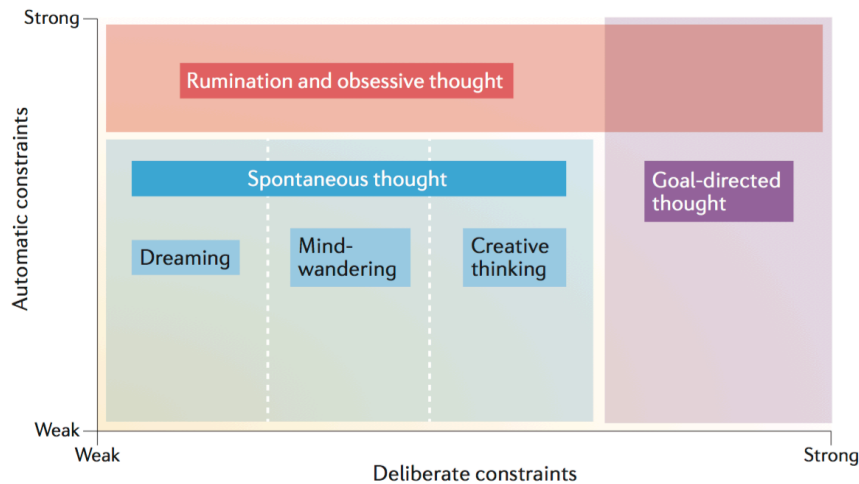 Strong
Automatic constraints
Rumination and obsessive thought
Spontaneous thought
Goal-directed
thought
Dreaming
Mind-
wandering
Creative
thinking
Weak
Weak
Strong
Deliberate constraints